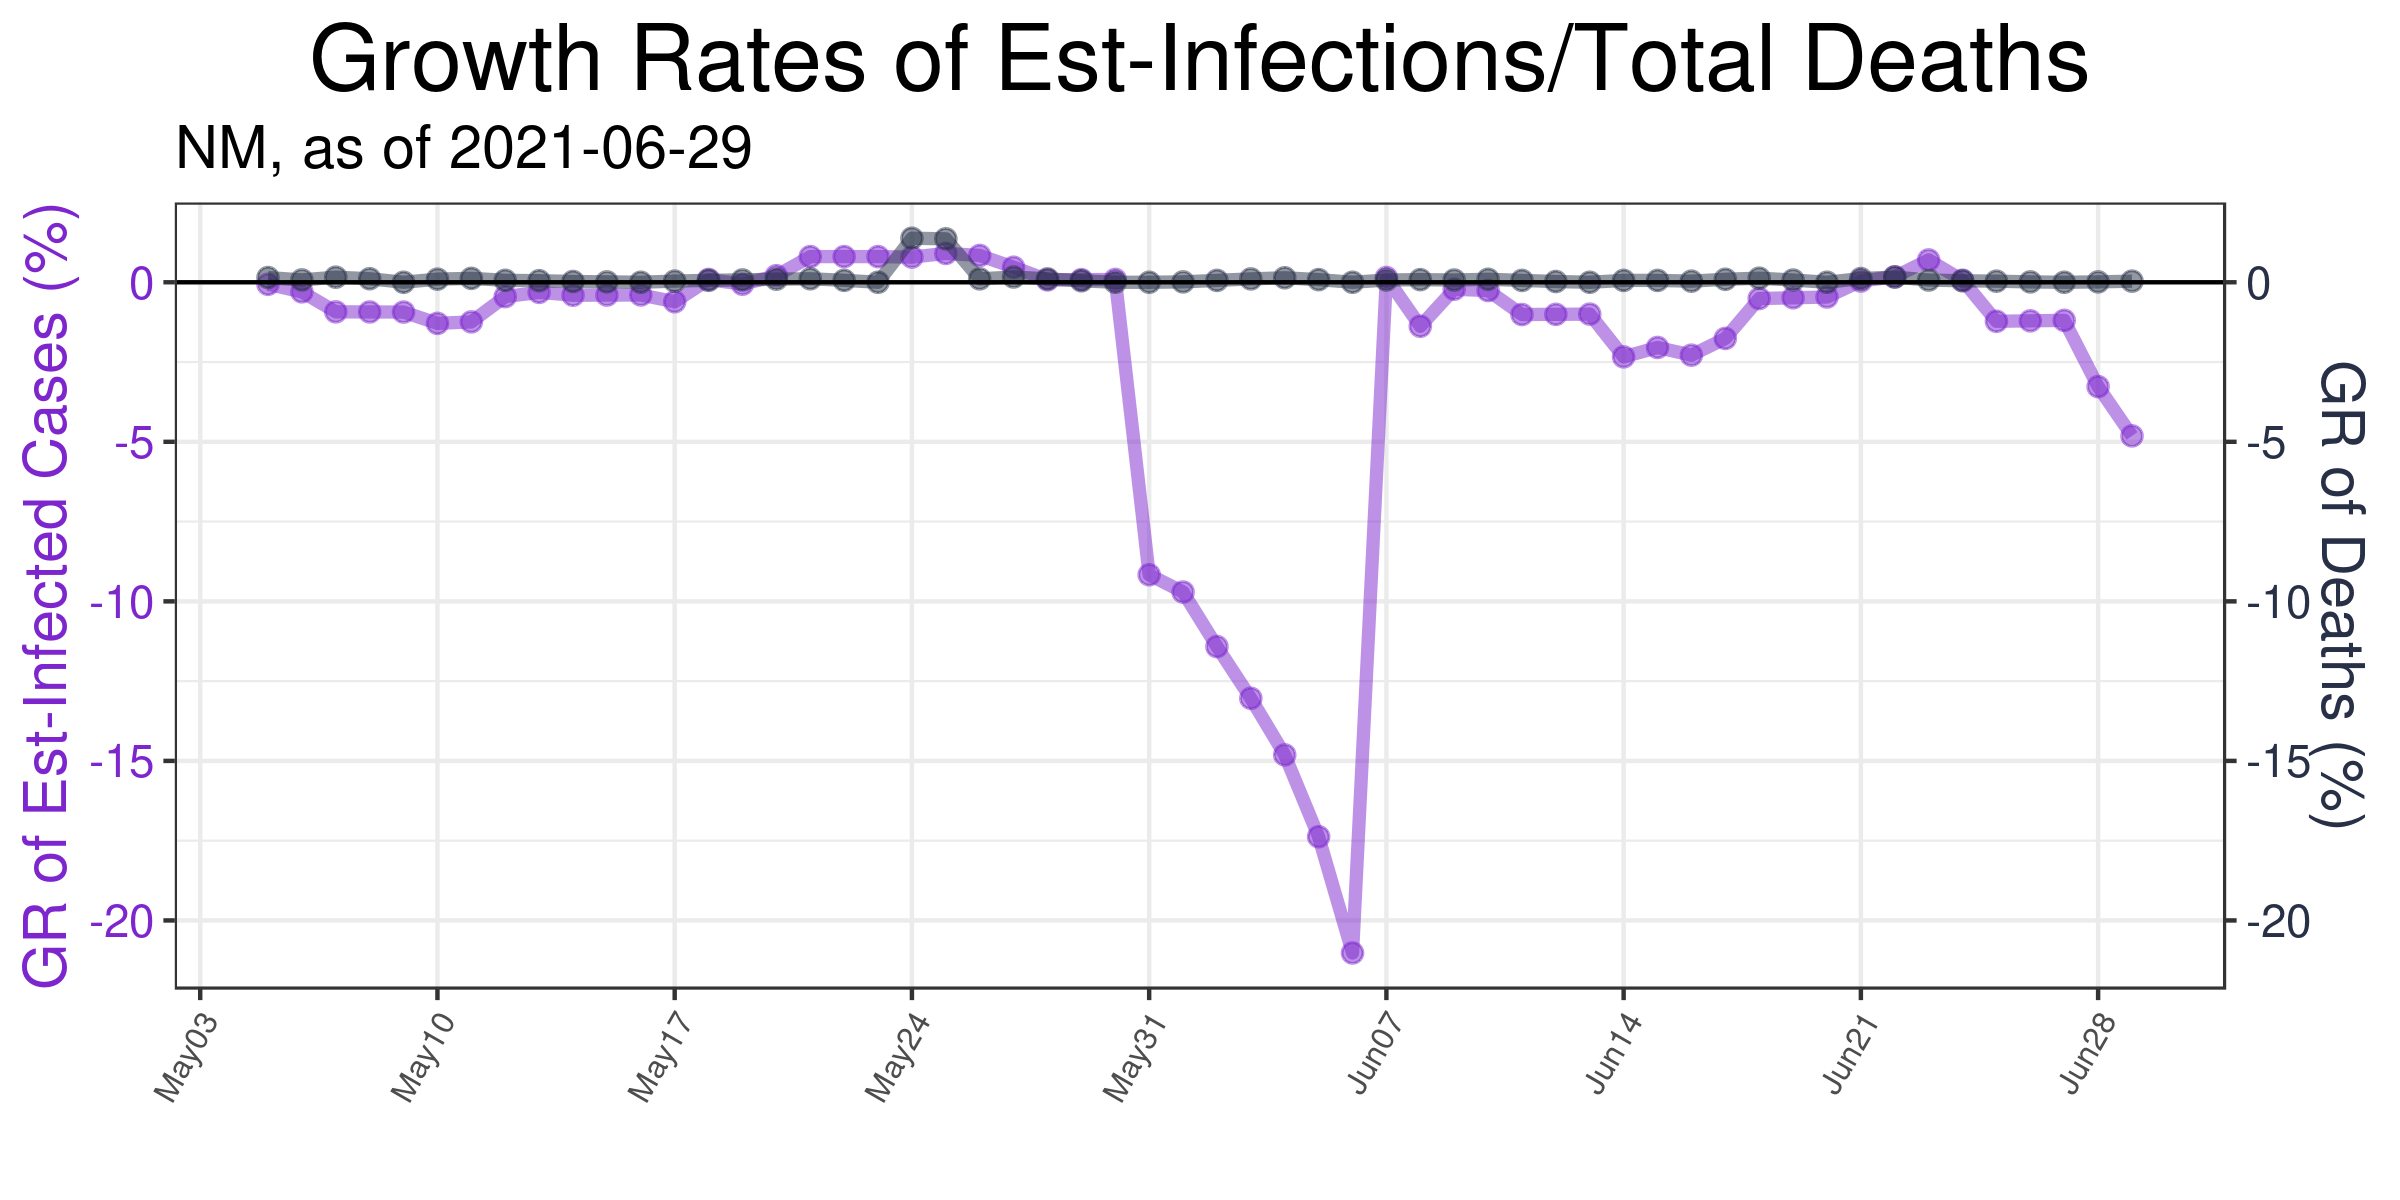 Growth Rates of Est-Infections/Total Deaths
NM, as of 2021-06-29
GR of Est-Infected Cases (%)
0
-5
-10
-15
-20
0
-5
-10
-15
-20
GR of Deaths (%)
May03
May10
May17
May24
May31
Jun07
Jun14
Jun21
Jun28